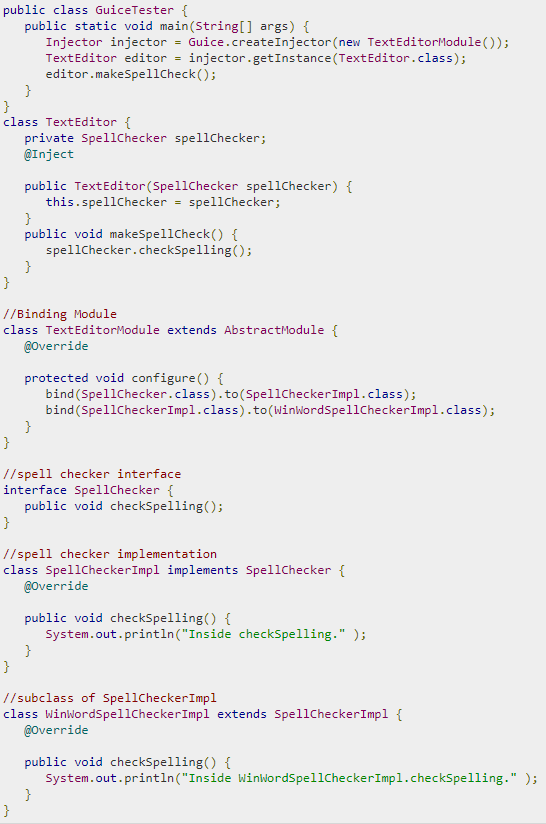 public class GuiceTester {
   public static void main(String[] args) {
      Injector injector = Guice.createInjector(new TextEditorModule());
      TextEditor editor = injector.getInstance(TextEditor.class);
      editor.makeSpellCheck();
   }
}
class TextEditor {
   private SpellChecker spellChecker;
   @Inject

   public TextEditor(SpellChecker spellChecker) {
      this.spellChecker = spellChecker;
   }
   public void makeSpellCheck() {
      spellChecker.checkSpelling();
   }
}

//Binding Module
class TextEditorModule extends AbstractModule {
   @Override

   protected void configure() {
      bind(SpellChecker.class).to(SpellCheckerImpl.class);
      bind(SpellCheckerImpl.class).to(WinWordSpellCheckerImpl.class);
   }
}

//spell checker interface
interface SpellChecker {
   public void checkSpelling();
}

//spell checker implementation
class SpellCheckerImpl implements SpellChecker {
   @Override

   public void checkSpelling() {
      System.out.println("Inside checkSpelling." );
   }
}

//subclass of SpellCheckerImpl
class WinWordSpellCheckerImpl extends SpellCheckerImpl {
   @Override

   public void checkSpelling() {
      System.out.println("Inside WinWordSpellCheckerImpl.checkSpelling." );
   }
}